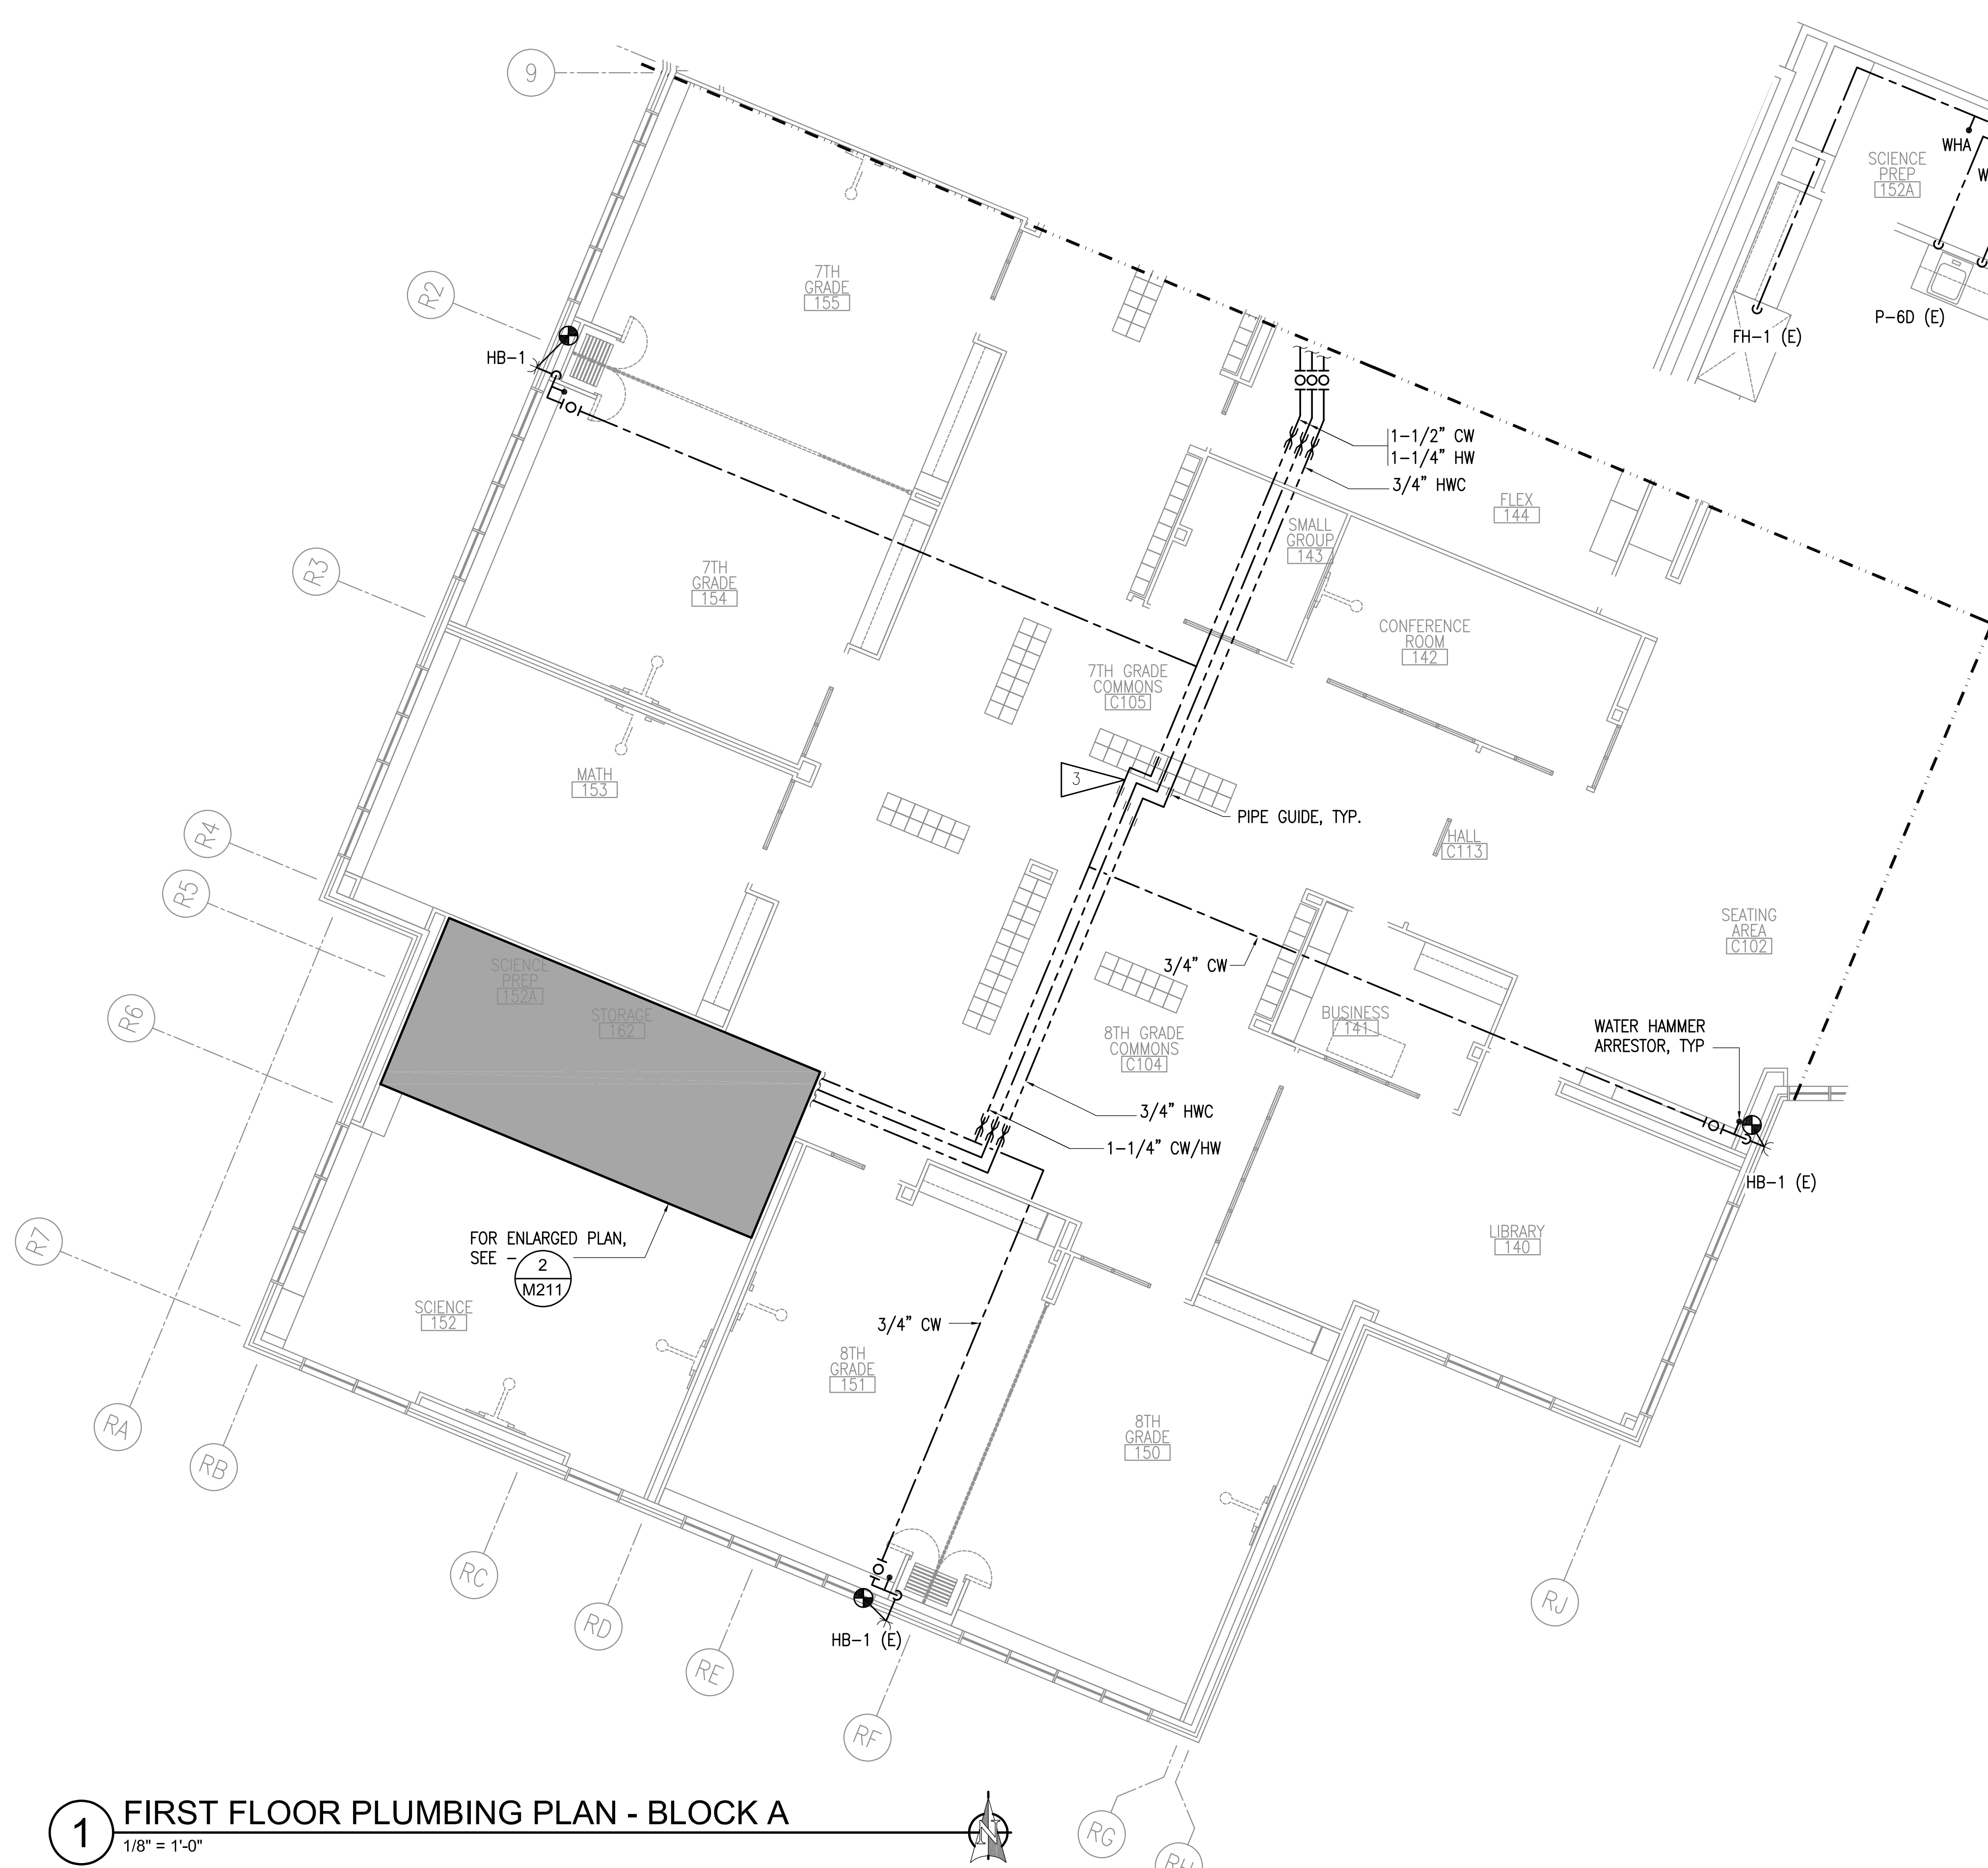 9
WHA
SCIENCE
PREP
152A
W
FH-1 (E)
P-6D (E)
7TH
GRADE
155
R2
HB-1
1-1/2" CW
1-1/4" HW
3/4" HWC
FLEX
144
SMALL
GROUP
143
R3
7TH
GRADE
154
CONFERENCE
ROOM
142
7TH GRADE
COMMONS
C105
MATH
153
3
PIPE GUIDE, TYP.
R4
HALL
C113
R5
SEATING
AREA
C102
SCIENCE
PREP
152A
STORAGE
162
3/4" CW
R6
BUSINESS
141
WATER HAMMER
ARRESTOR, TYP
8TH GRADE
COMMONS
C104
3/4" HWC
1-1/4" CW/HW
HB-1 (E)
R7
FOR ENLARGED PLAN,
SEE -
2
M211
LIBRARY
140
SCIENCE
152
3/4" CW
8TH
GRADE
151
8TH
GRADE
150
RA
RB
RC
RD
RE
RF
RJ
HB-1 (E)
RG
RH
1
FIRST FLOOR PLUMBING PLAN - BLOCK A
1/8" = 1'-0"
N